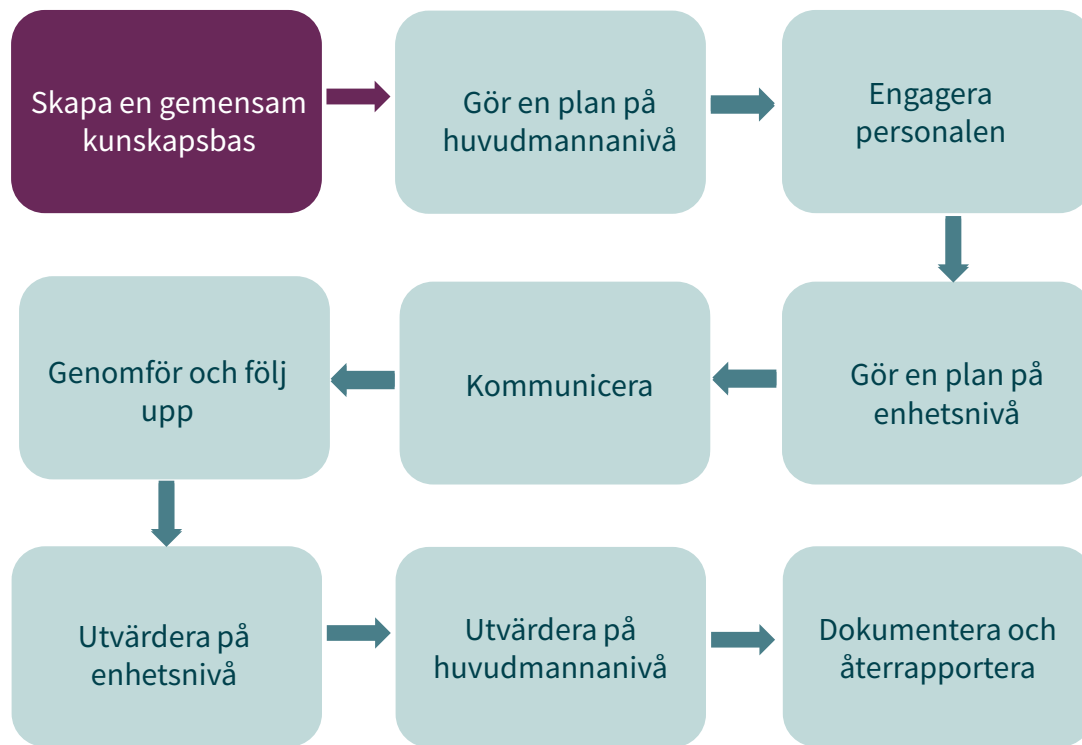 Skapa en gemensam
kunskapsbas
Gör en plan på
huvudmannanivå
Engagera
personalen
Gör en plan på
enhetsnivå
Kommunicera
Genomför och följ
upp
Utvärdera på
enhetsnivå
Utvärdera på
huvudmannanivå
Dokumentera och
återrapportera